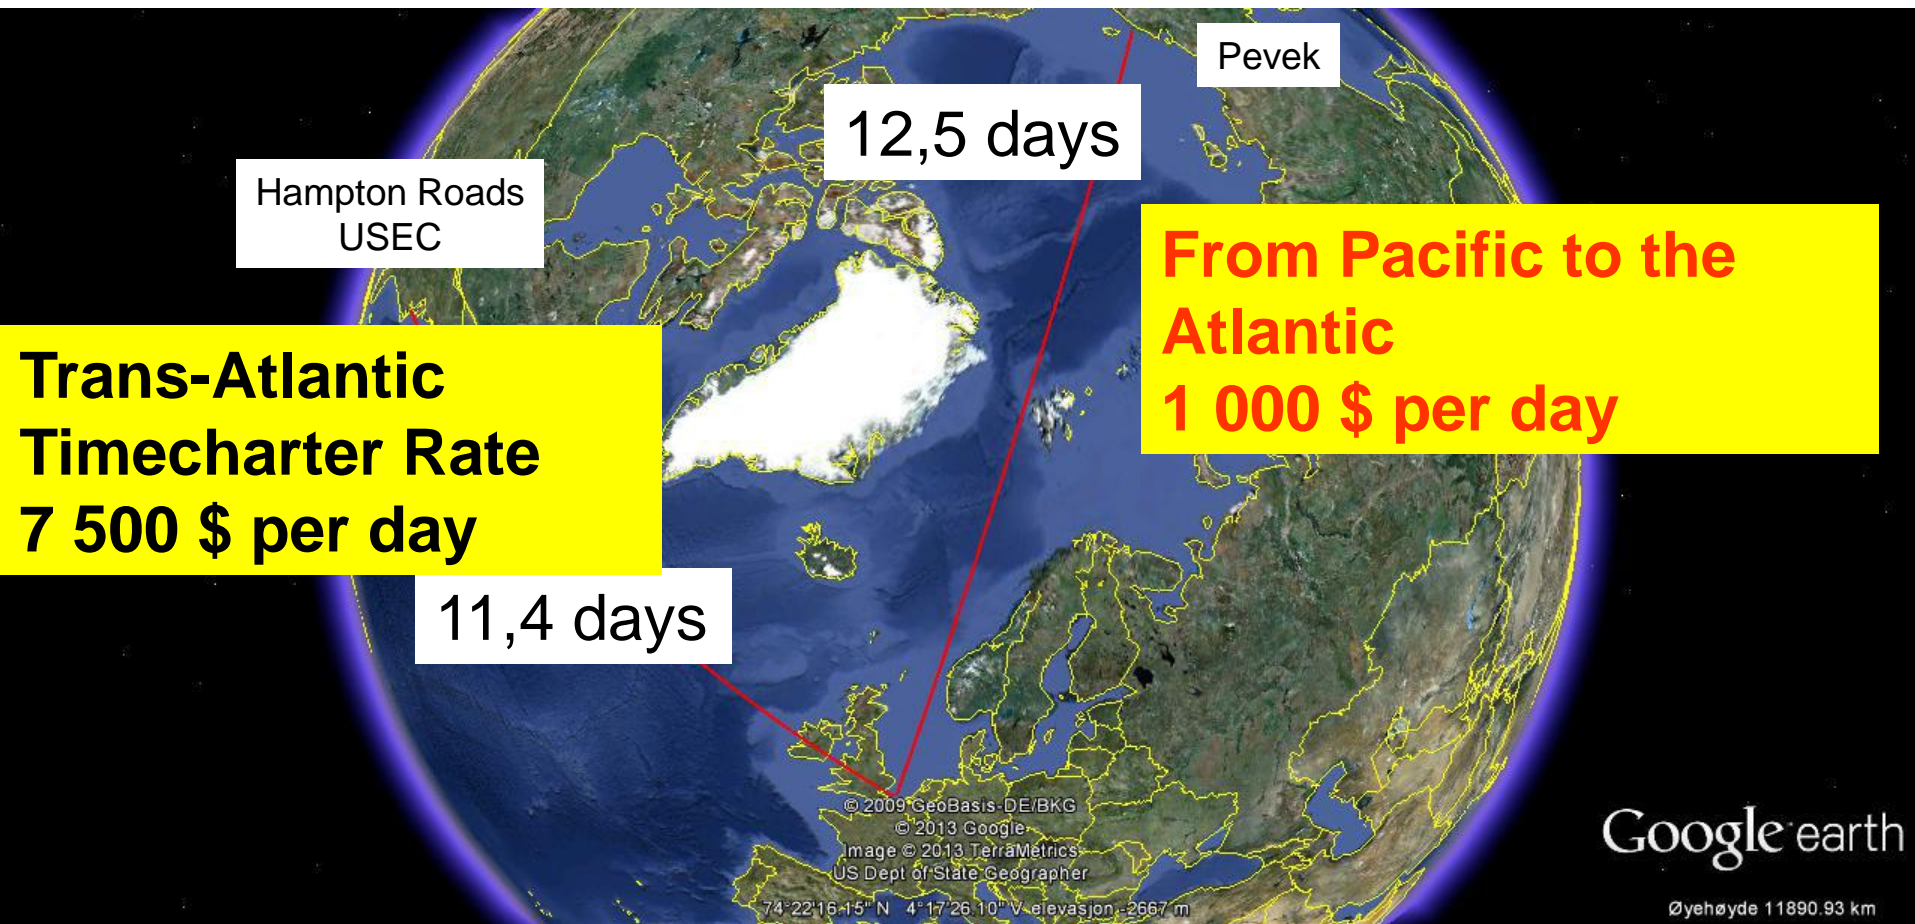 Pevek
12,5 days
Hampton Roads
USEC
From Pacific to the
Atlantic
1 000 $ per day
Trans-Atlantic
Timecharter Rate
7 500 $ per day
11,4 days
© 2009 GeoBasis-DE/BKG
© 2013 Google
Image © 2013 TerraMetrics
US Dept of State Geographer
Google earth
74°22'16.15" N 4°17'26.10" V elevasjon -2667 m
Øyehøyde 11890.93 km